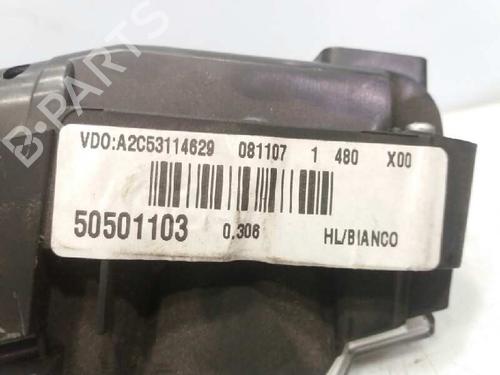 B-PARTS
VDO:A2C53114629 081107 1 480 X00
50501103 0.306 HL/BIANCO